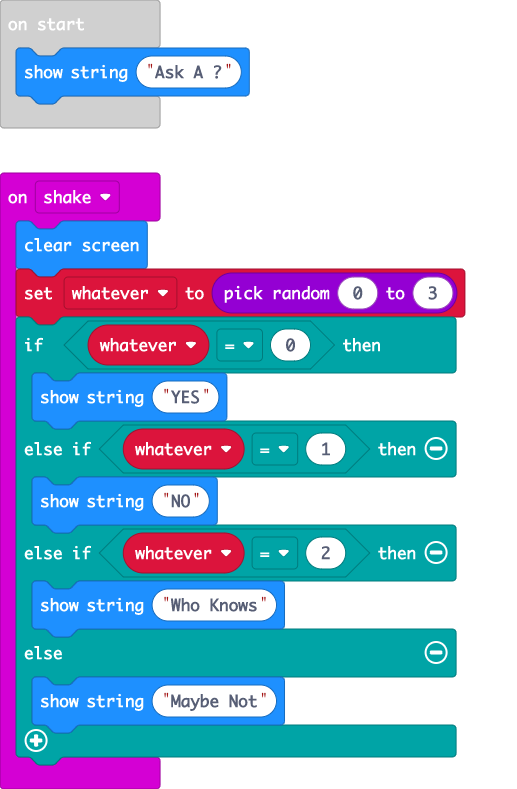 on start
show string "Ask A ?"
on shake
clear screen
set whatever to pick random 0 to 3
if whatever = 0 then
show string "YES"
else if whatever = 1 then
show string "NO"
else if whatever = 2 then
show string "Who Knows"
else
show string "Maybe Not"